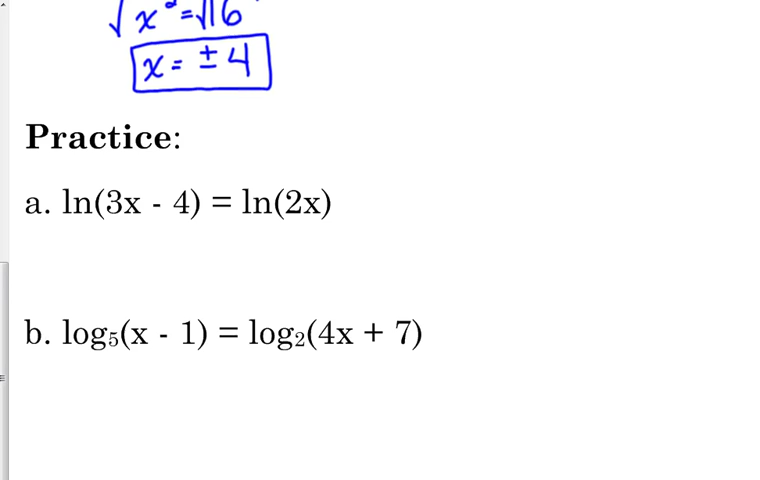 √x²=√16
x = ±4
Practice:
a. ln(3x - 4) = ln(2x)
b. log₅(x - 1) = log₂(4x + 7)